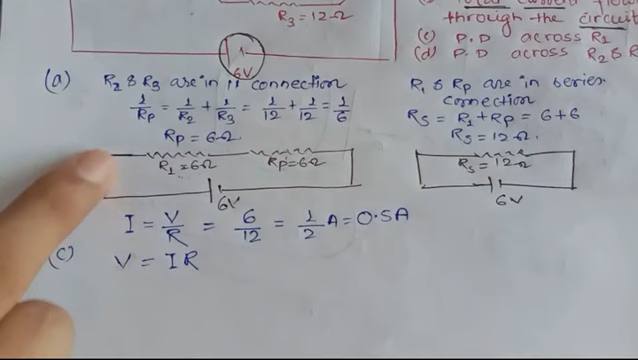 R3 = 12Ω
6V
total current flow
through the circuit
(c) P.D across R1
(d) P.D across R2 & R
(a) R2 & R3 are in || connection
1/Rp = 1/R2 + 1/R3 = 1/12 + 1/12 = 1/6
Rp = 6Ω
R1 = 6Ω
Rp = 6Ω
6V
R1 & Rp are in series
connection
Rs = R1 + Rp = 6 + 6
Rs = 12Ω.
Rs = 12Ω
6V
I = V/R = 6/12 = 1/2 A = 0.5A
(c) V = IR